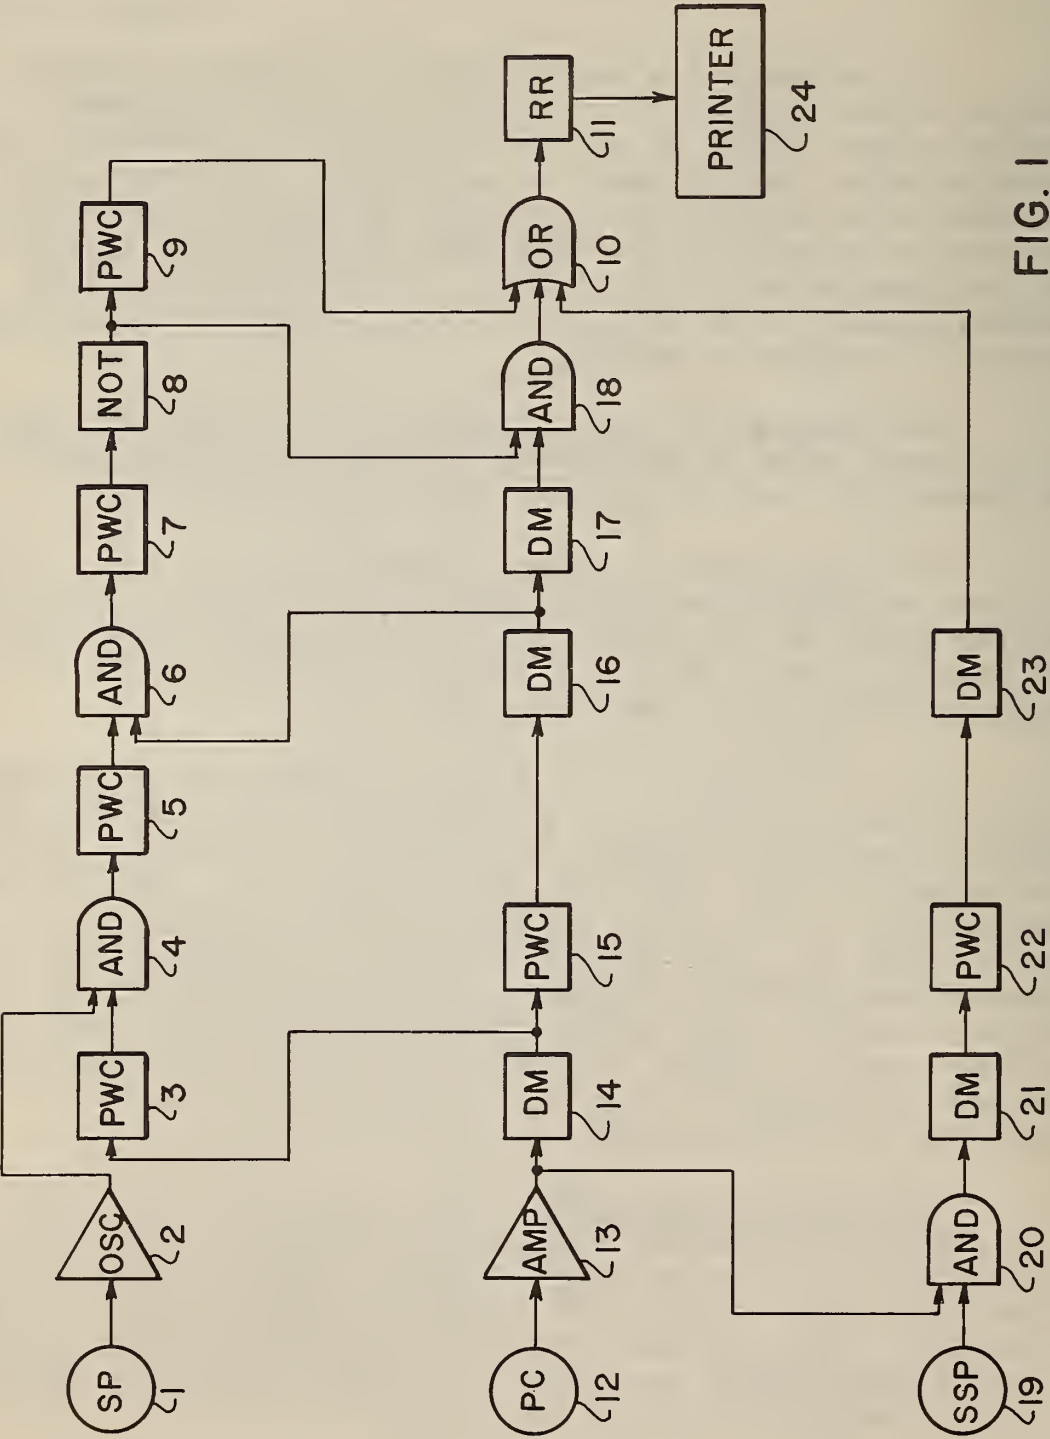 SP
1
OSC
2
PWC
3
AND
4
PWC
5
AND
6
PWC
7
NOT
8
PWC
9
PC
12
AMP
13
DM
14
PWC
15
DM
16
DM
17
AND
18
OR
10
RR
11
PRINTER
24
SSP
19
AND
20
DM
21
PWC
22
DM
23
FIG. 1